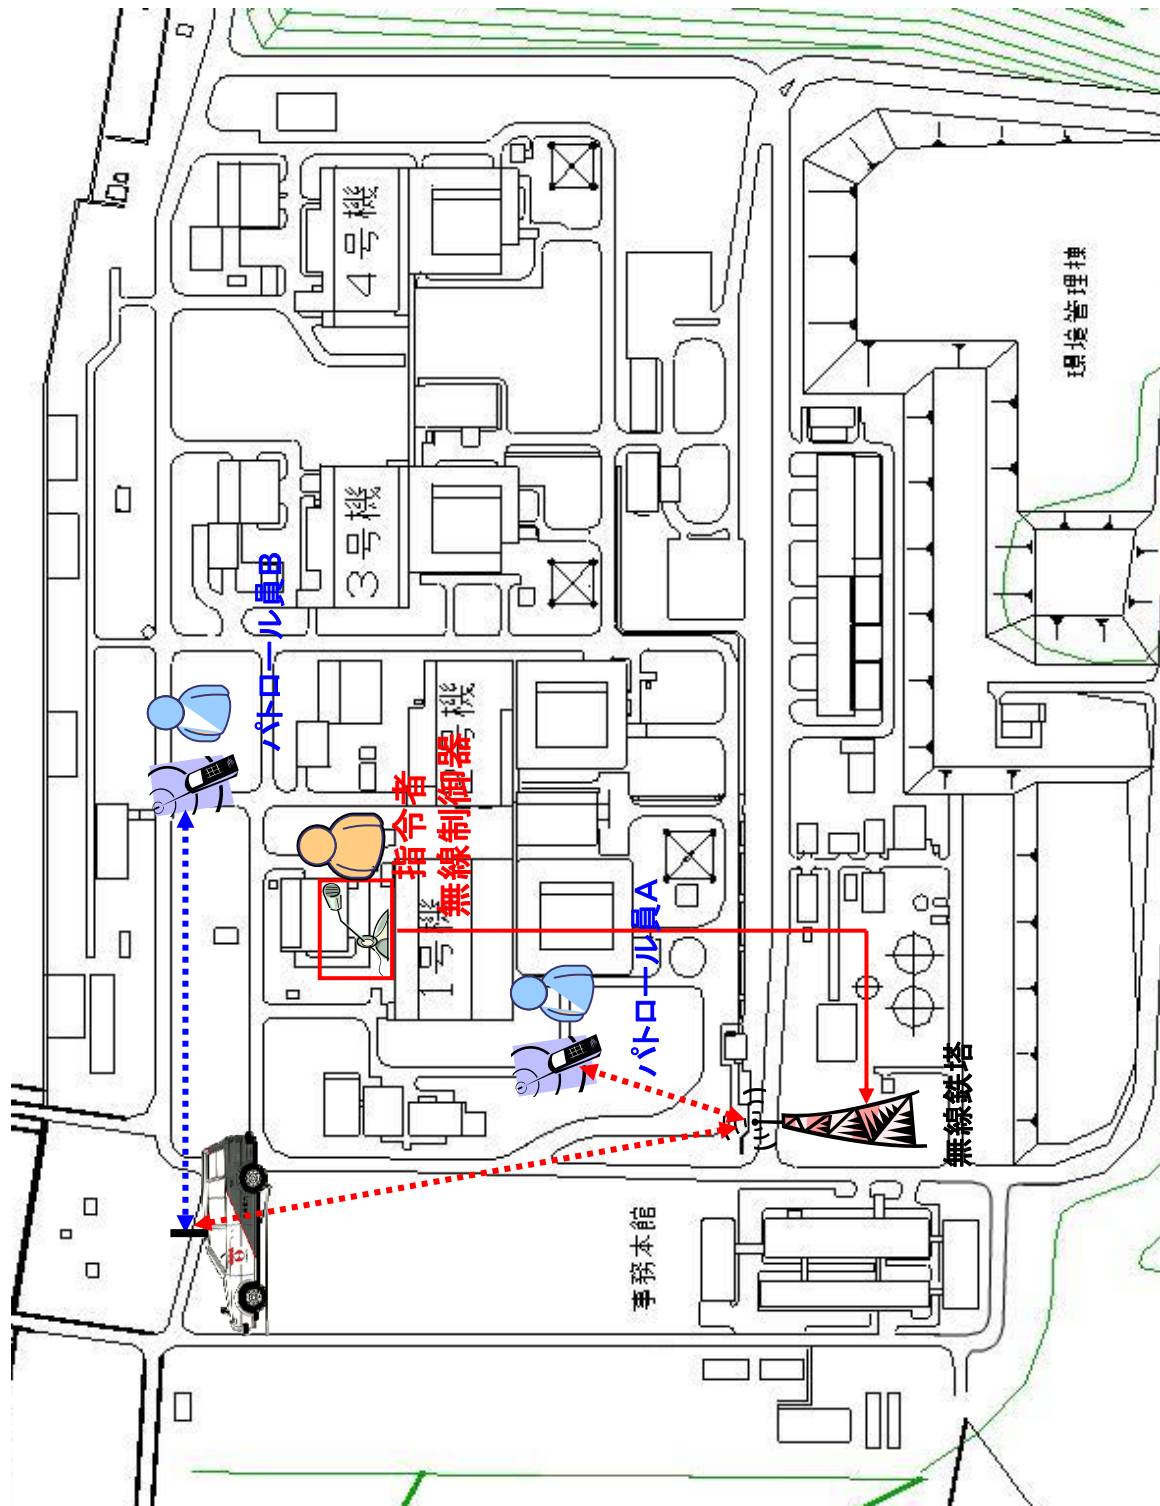 4号機
3号機
2号機
1号機
環境管理棟
パトロール員B
指令者
無線制御器
パトロール員A
無線鉄塔
事務本館